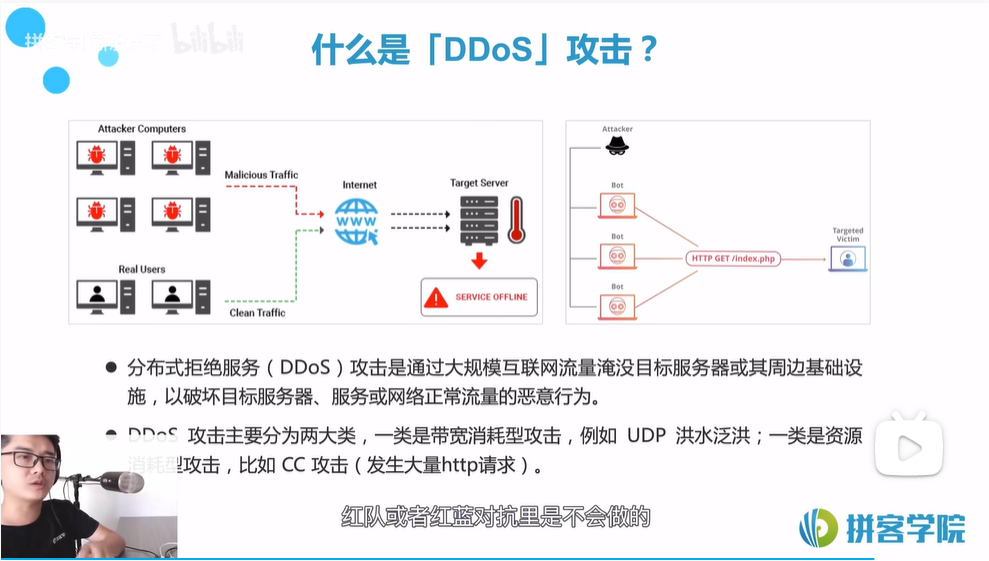 bilibili
什么是「DDoS」攻击？
Attacker Computers
Malicious Traffic
Internet
Target Server
Real Users
Clean Traffic
SERVICE OFFLINE
Attacker
Bot
Bot
Bot
HTTP GET /index.php
Targeted
Victim
● 分布式拒绝服务（DDoS）攻击是通过大规模互联网流量淹没目标服务器或其周边基础设
施，以破坏目标服务器、服务或网络正常流量的恶意行为。
● DDoS 攻击主要分为两大类，一类是带宽消耗型攻击，例如 UDP 洪水泛洪；一类是资源
消耗型攻击，比如 CC 攻击（发生大量http请求）。
红队或者红蓝对抗里是不会做的
拼客学院